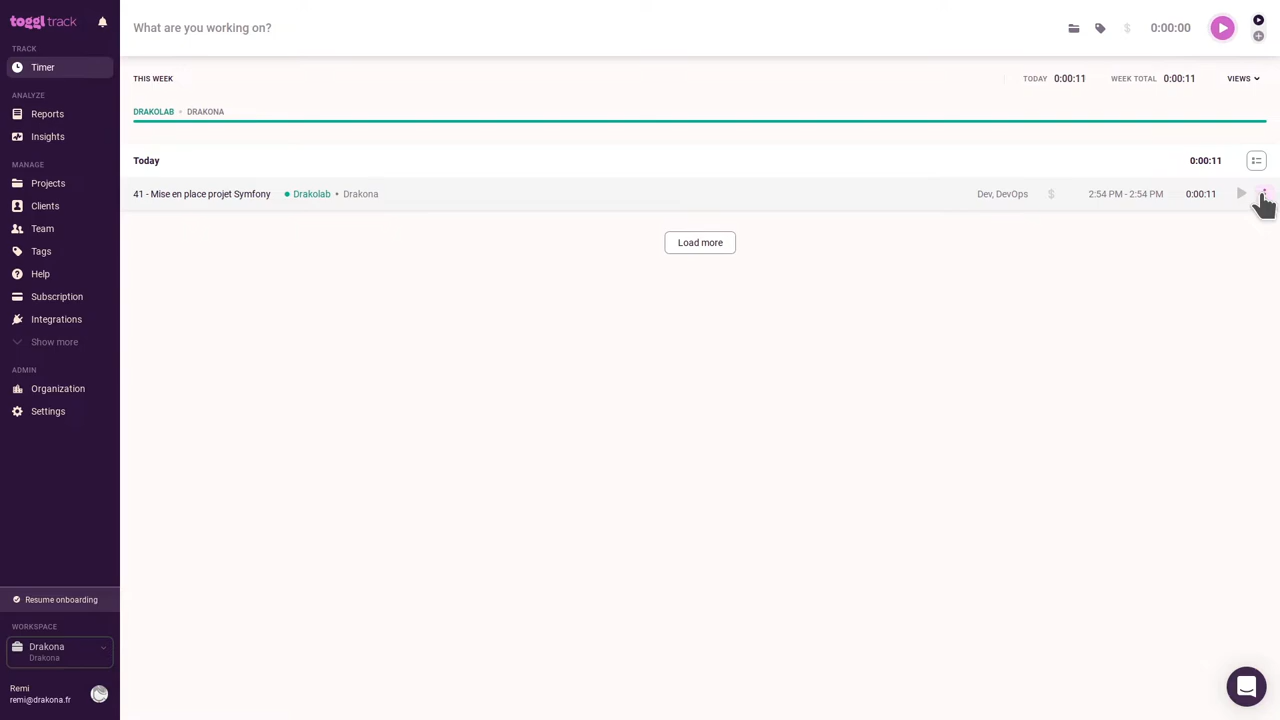 toggl track
TRACK
Timer
ANALYZE
Reports
Insights
MANAGE
Projects
Clients
Team
Tags
Help
Subscription
Integrations
Show more
ADMIN
Organization
Settings
Resume onboarding
WORKSPACE
Drakona
Drakona
Remi
remi@drakona.fr
What are you working on?
$ 0:00:00
THIS WEEK
TODAY 0:00:11 WEEK TOTAL 0:00:11 VIEWS
DRAKOLAB • DRAKONA
Today 0:00:11
41 - Mise en place projet Symfony • Drakolab • Drakona Dev, DevOps $ 2:54 PM - 2:54 PM 0:00:11
Load more